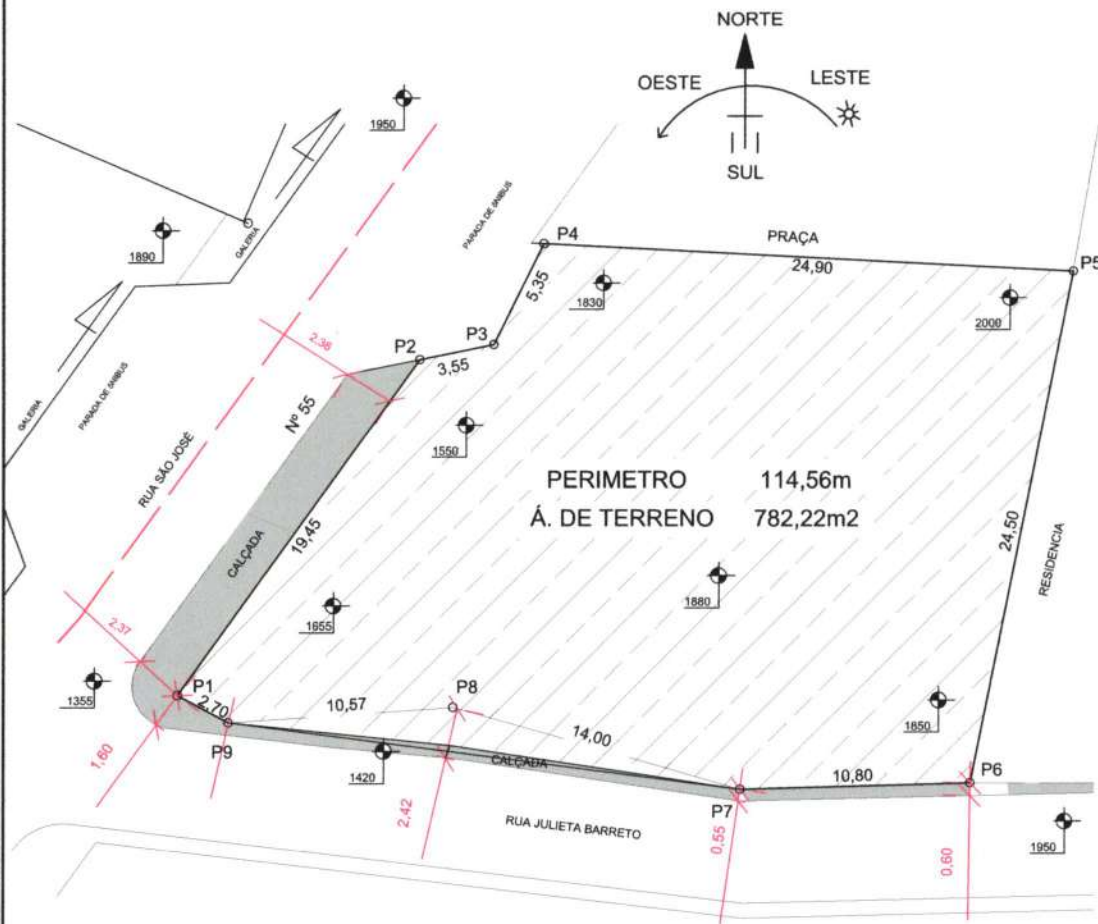 NORTE
OESTE
LESTE
SUL
1950
1890
GALERIA
PARADA DE ÔNIBUS
P4
PRAÇA
24,90
P5
1830
2000
5,35
P3
P2
3,55
2,38
GALERIA
PARADA DE ÔNIBUS
Nº 55
1550
RUA SÃO JOSÉ
PERIMETRO 114,56m
Á. DE TERRENO 782,22m2
CALÇADA
19,45
24,50
RESIDENCIA
1880
1655
2,37
1355
P1
2,70
10,57
P8
14,00
1850
P9
1,60
1420
CALÇADA
10,80
P6
P7
2,42
RUA JULIETA BARRETO
0,55
0,60
1950